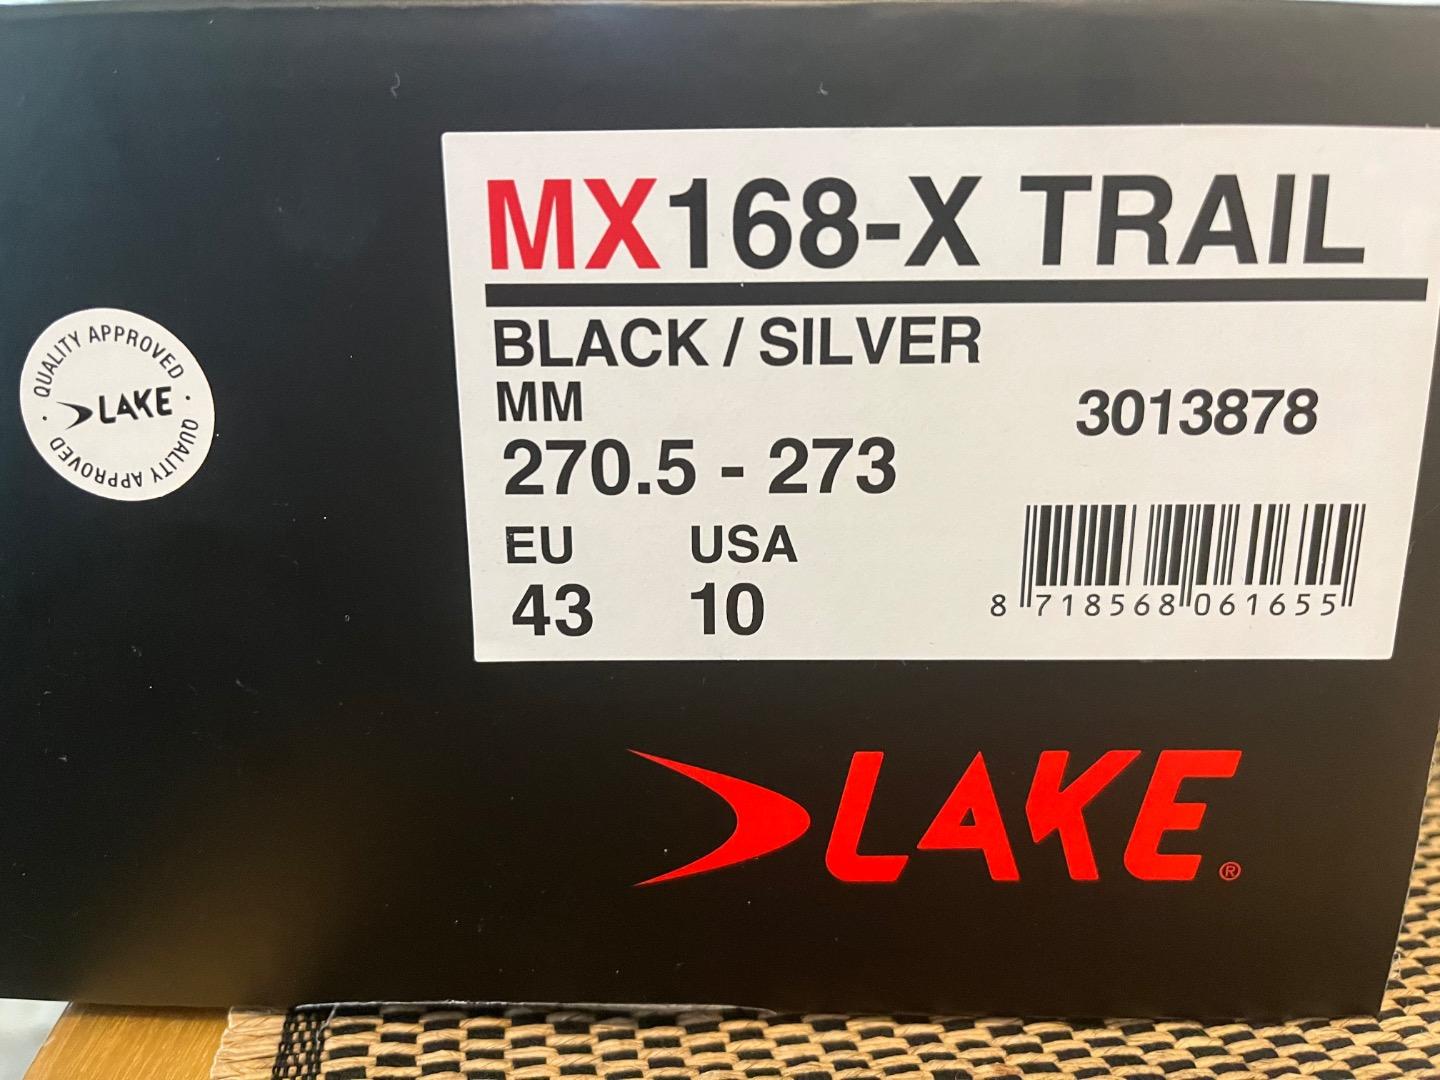 MX168-X TRAIL
BLACK / SILVER
MM
3013878
270.5 - 273
EU USA
43 10
8 718568 061655
QUALITY APPROVED ·
LAKE
QUALITY APPROVED ·
LAKE®